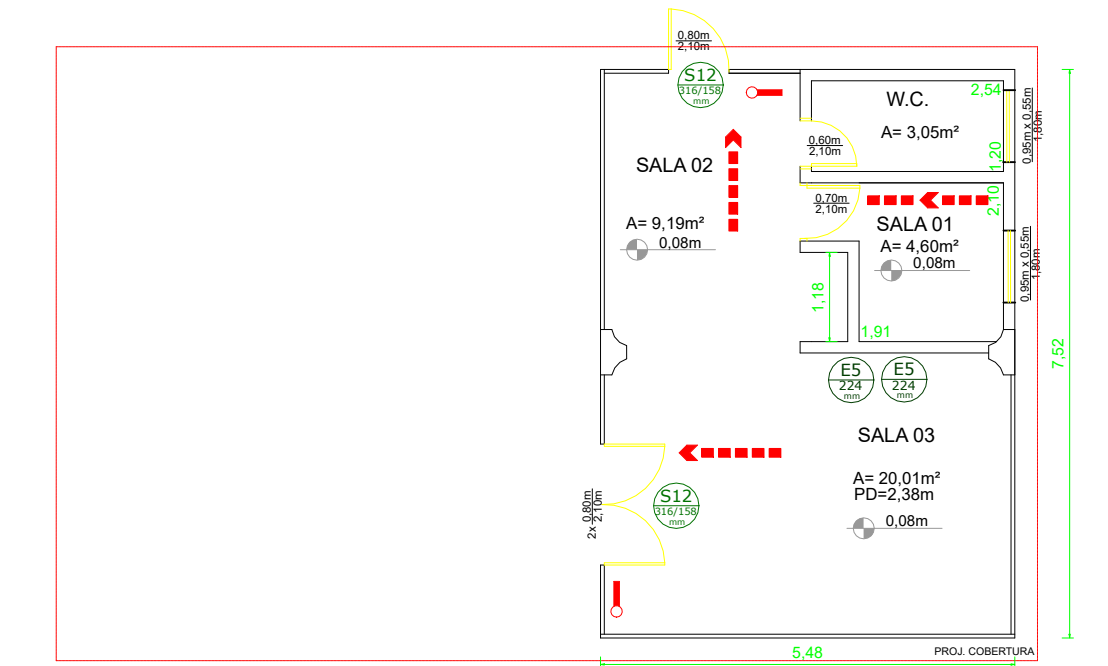 0,80m
2,10m
S12
316/158
mm
W.C.
A= 3,05m²
2,54
1,20
0.95m x 0.55m
1,80m
0,60m
2,10m
SALA 02
A= 9,19m²
0,08m
0,70m
2,10m
2,10
SALA 01
A= 4,60m²
0,08m
0.95m x 0.55m
1,80m
1,18
1,91
7,52
E5
224
mm
E5
224
mm
SALA 03
A= 20,01m²
PD=2,38m
0,08m
2x 0,80m
2,10m
S12
316/158
mm
5,48
PROJ. COBERTURA